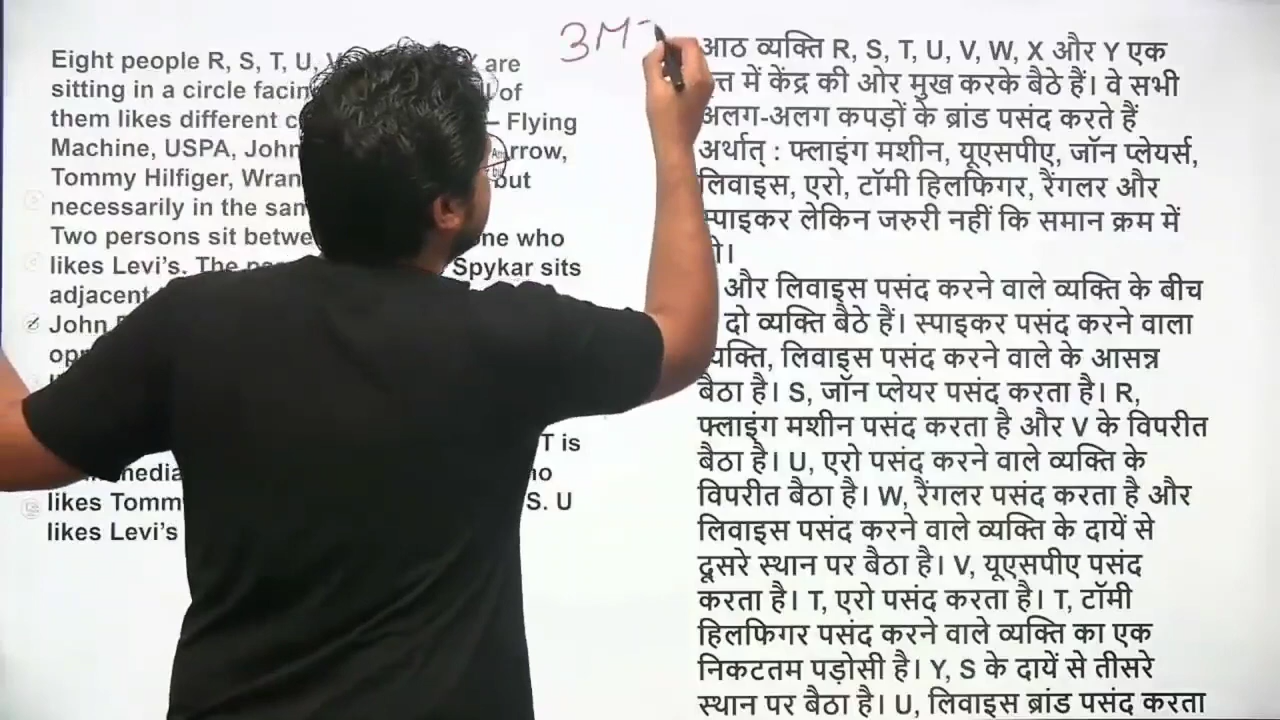 3M
Eight people R, S, T, U, V are
sitting in a circle facin of
them likes different c – Flying
Machine, USPA, John rrow,
Tommy Hilfiger, Wran but
necessarily in the san
Two persons sit betwe ne who
likes Levi's. The Spykar sits
adjacent
John
T is
media
likes Tomm S. U
likes Levi's
आठ व्यक्ति R, S, T, U, V, W, X और Y एक
में केंद्र की ओर मुख करके बैठे हैं। वे सभी
अलग-अलग कपड़ों के ब्रांड पसंद करते हैं
अर्थात् : फ्लाइंग मशीन, यूएसपीए, जॉन प्लेयर्स,
लिवाइस, एरो, टॉमी हिलफिगर, रैंगलर और
स्पाइकर लेकिन जरुरी नहीं कि समान क्रम में
और लिवाइस पसंद करने वाले व्यक्ति के बीच
दो व्यक्ति बैठे हैं। स्पाइकर पसंद करने वाला
व्यक्ति, लिवाइस पसंद करने वाले के आसन्न
बैठा है। S, जॉन प्लेयर पसंद करता है। R,
फ्लाइंग मशीन पसंद करता है और V के विपरीत
बैठा है। U, एरो पसंद करने वाले व्यक्ति के
विपरीत बैठा है। W, रैंगलर पसंद करता है और
लिवाइस पसंद करने वाले व्यक्ति के दायें से
दूसरे स्थान पर बैठा है। V, यूएसपीए पसंद
करता है। T, एरो पसंद करता है। T, टॉमी
हिलफिगर पसंद करने वाले व्यक्ति का एक
निकटतम पड़ोसी है। Y, S के दायें से तीसरे
स्थान पर बैठा है। U, लिवाइस ब्रांड पसंद करता